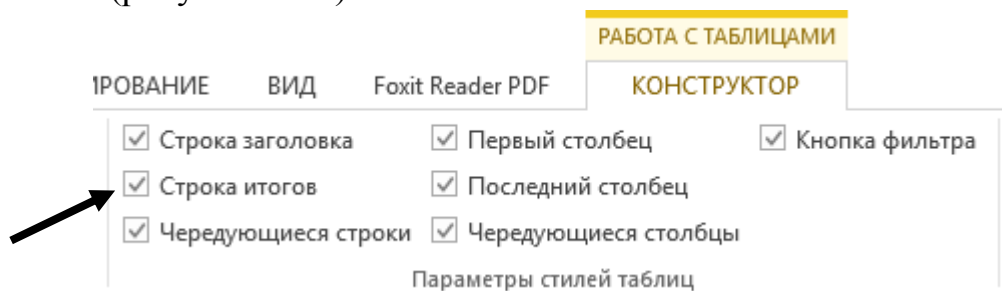 РАБОТА С ТАБЛИЦАМИ
ИРОВАНИЕ ВИД Foxit Reader PDF КОНСТРУКТОР
Строка заголовка Первый столбец Кнопка фильтра
Строка итогов Последний столбец
Чередующиеся строки Чередующиеся столбцы
Параметры стилей таблиц